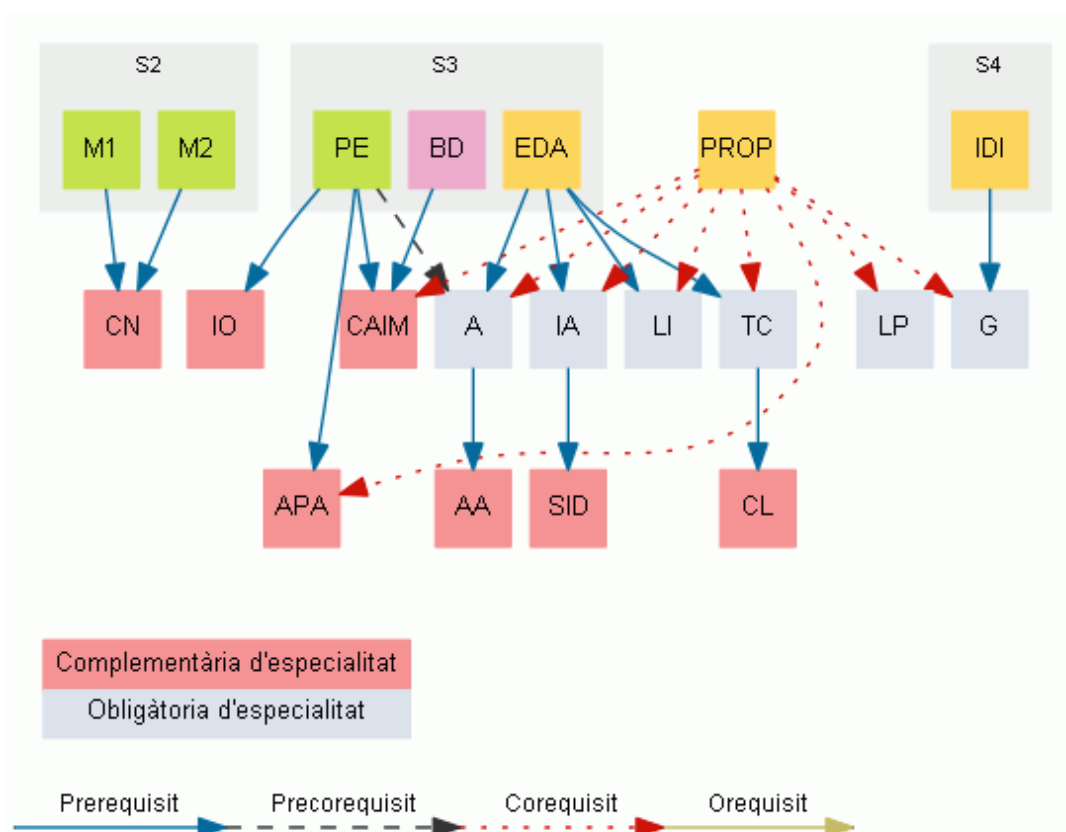 S2
S3
S4
M1
M2
PE
BD
EDA
PROP
IDI
CN
IO
CAIM
A
IA
LI
TC
LP
G
APA
AA
SID
CL
Complementària d'especialitat
Obligàtoria d'especialitat
Prerequisit
Precorequisit
Corequisit
Orequisit